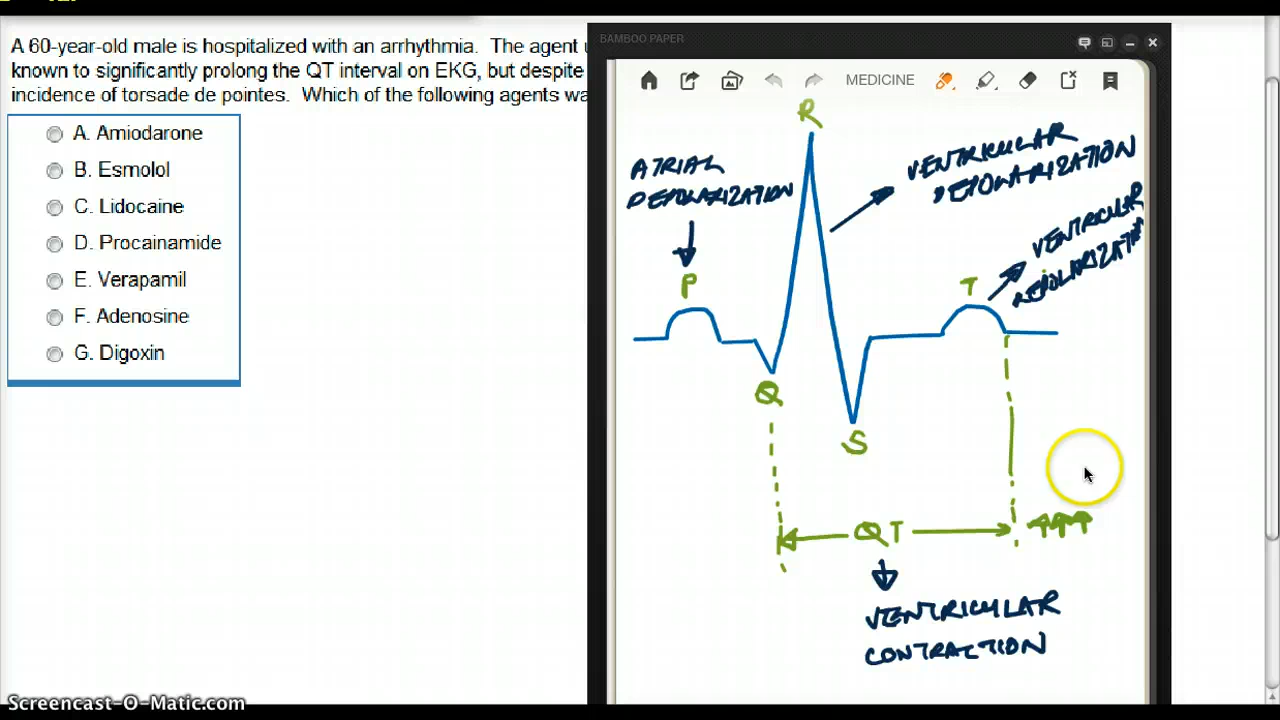 A 60-year-old male is hospitalized with an arrhythmia.  The agent
known to significantly prolong the QT interval on EKG, but despite
incidence of torsade de pointes.  Which of the following agents wa
A. Amiodarone
B. Esmolol
C. Lidocaine
D. Procainamide
E. Verapamil
F. Adenosine
G. Digoxin
BAMBOO PAPER
MEDICINE
R
ATRIAL
DEPOLARIZATION
VENTRICULAR
DEPOLARIZATION
VENTRICULAR
REPOLARIZATI
P
T
Q
S
QT
VENTRICULAR
CONTRACTION
Screencast-O-Matic.com